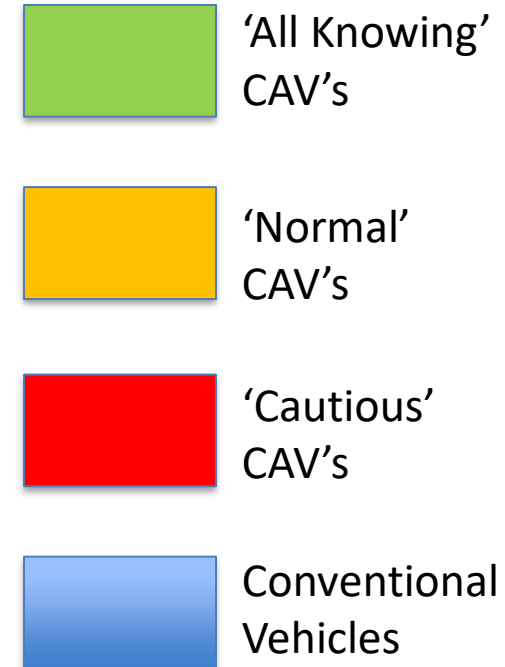 ‘All Knowing’
CAV’s
‘Normal’
CAV’s
‘Cautious’
CAV’s
Conventional
Vehicles